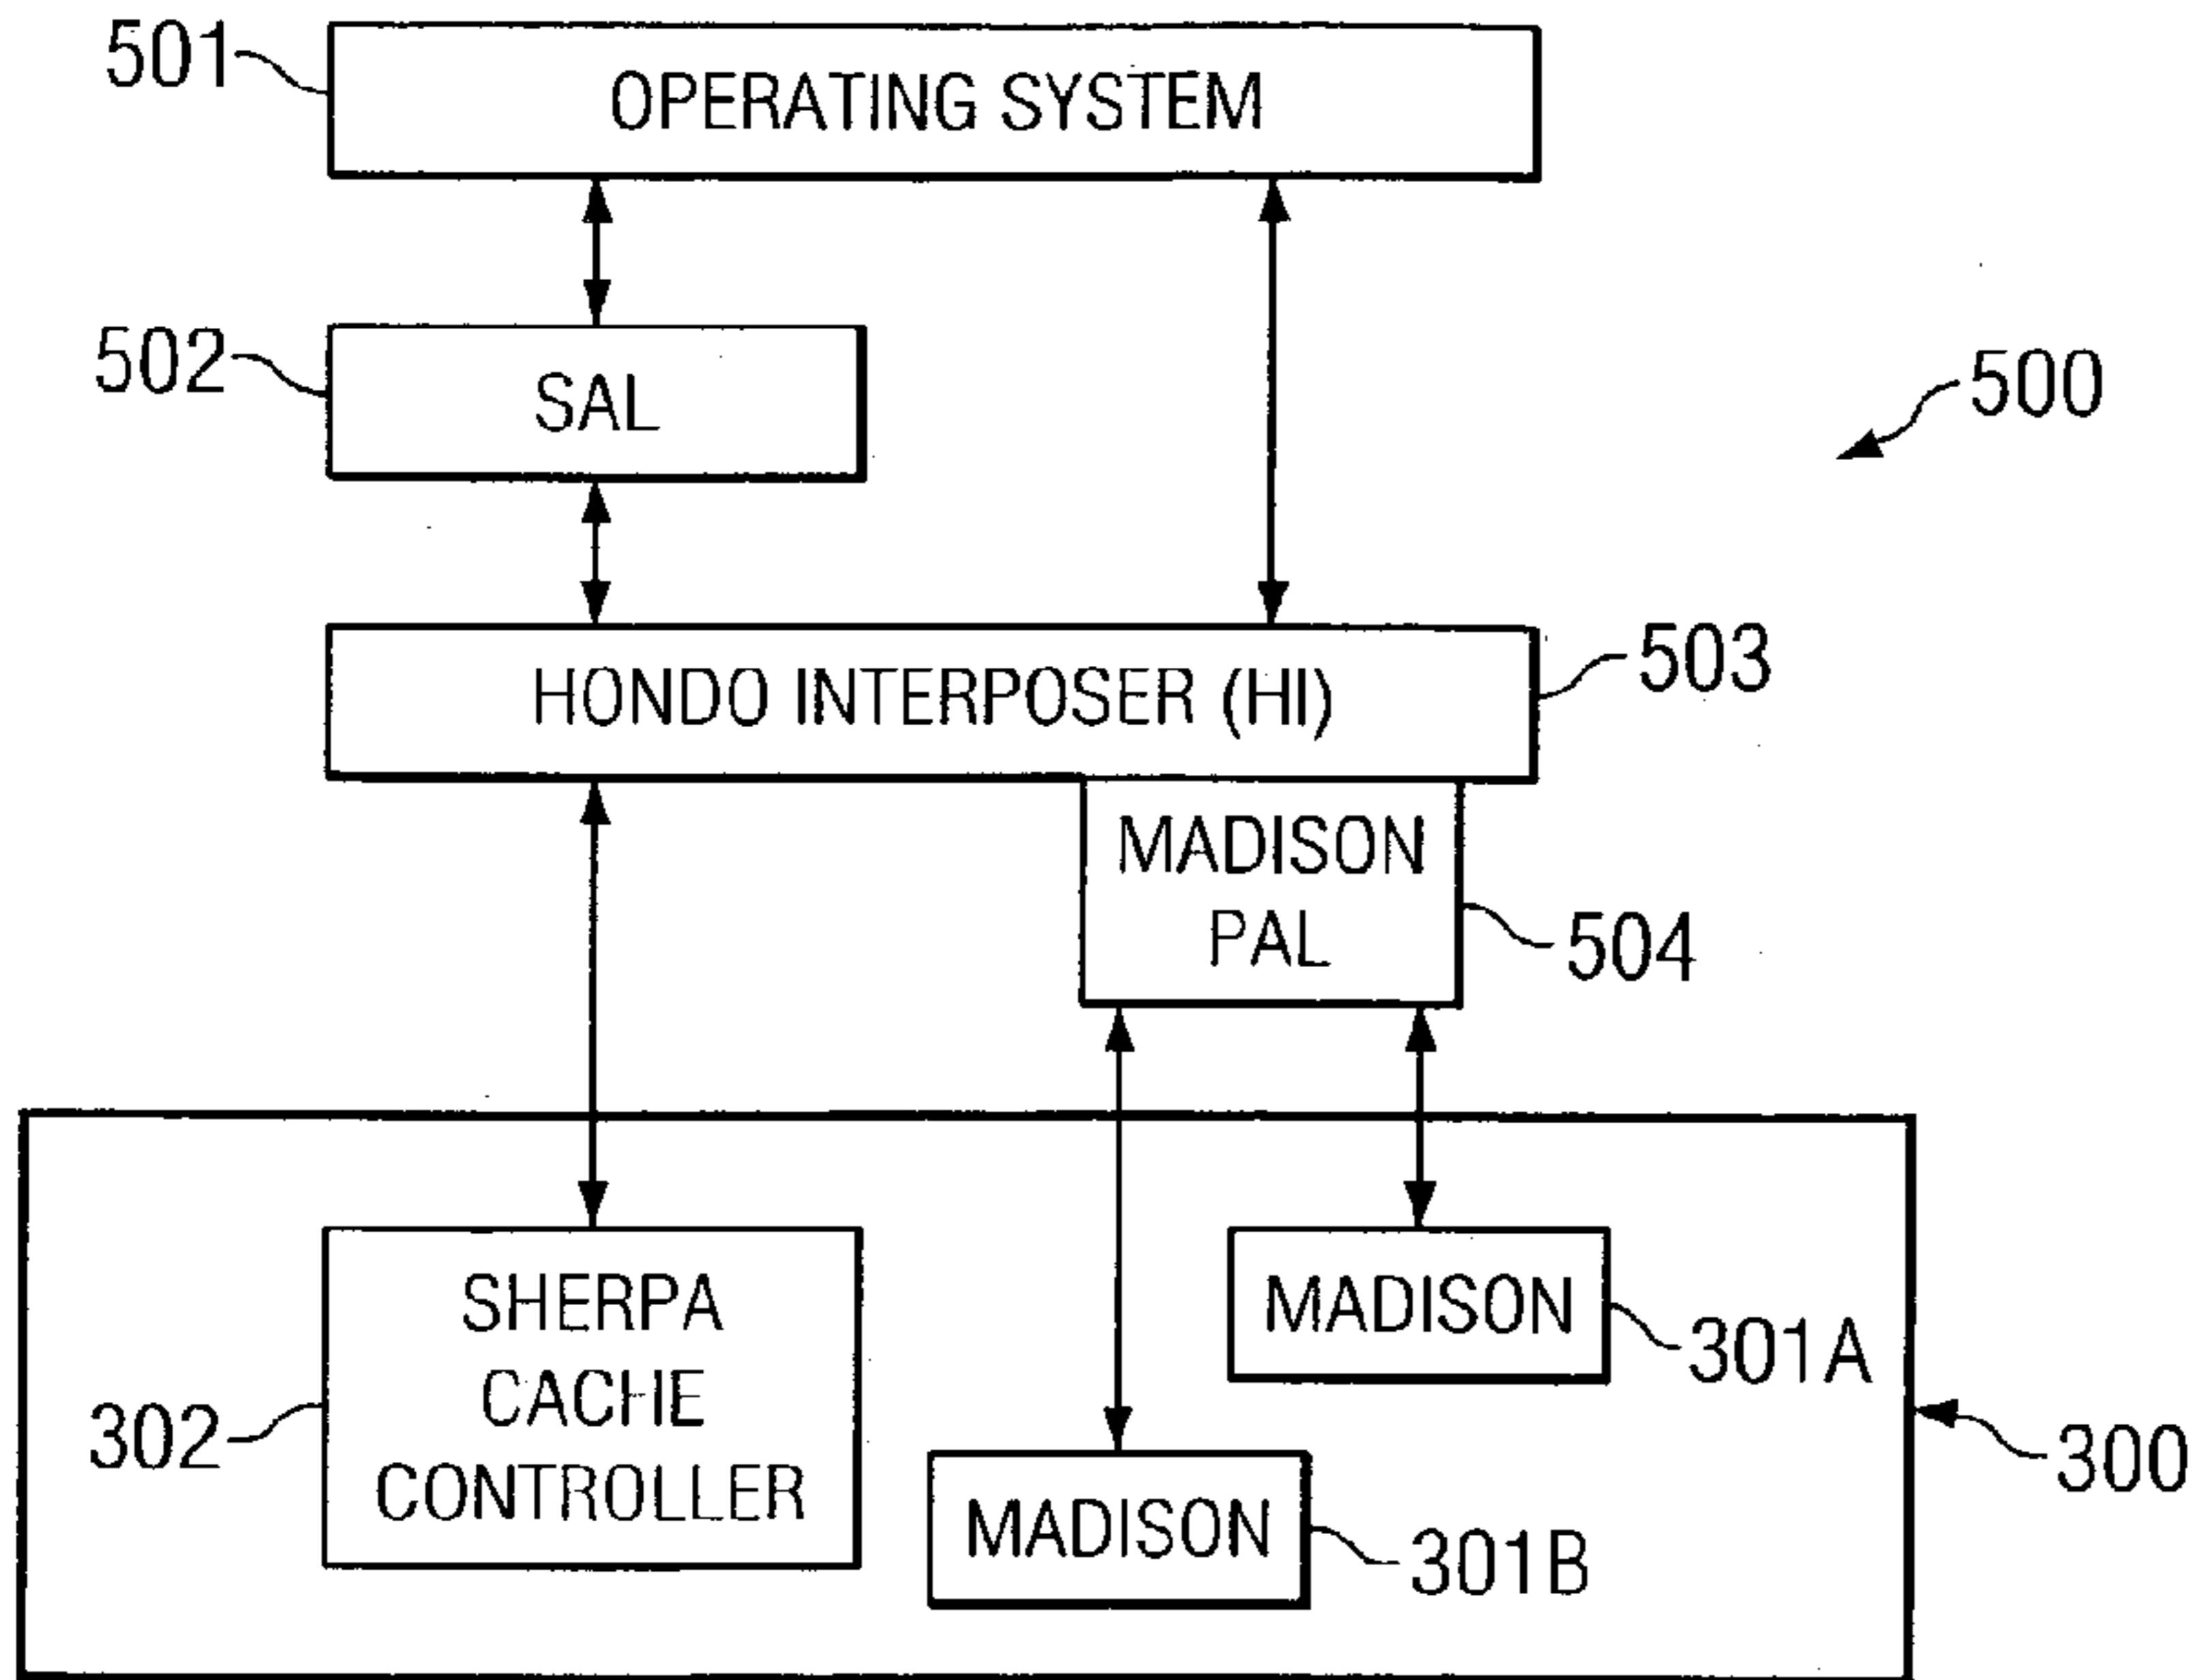 501
OPERATING SYSTEM
502
SAL
500
HONDO INTERPOSER (HI)
503
MADISON
PAL
504
SHERPA
CACHE
CONTROLLER
302
MADISON
301A
300
MADISON
301B